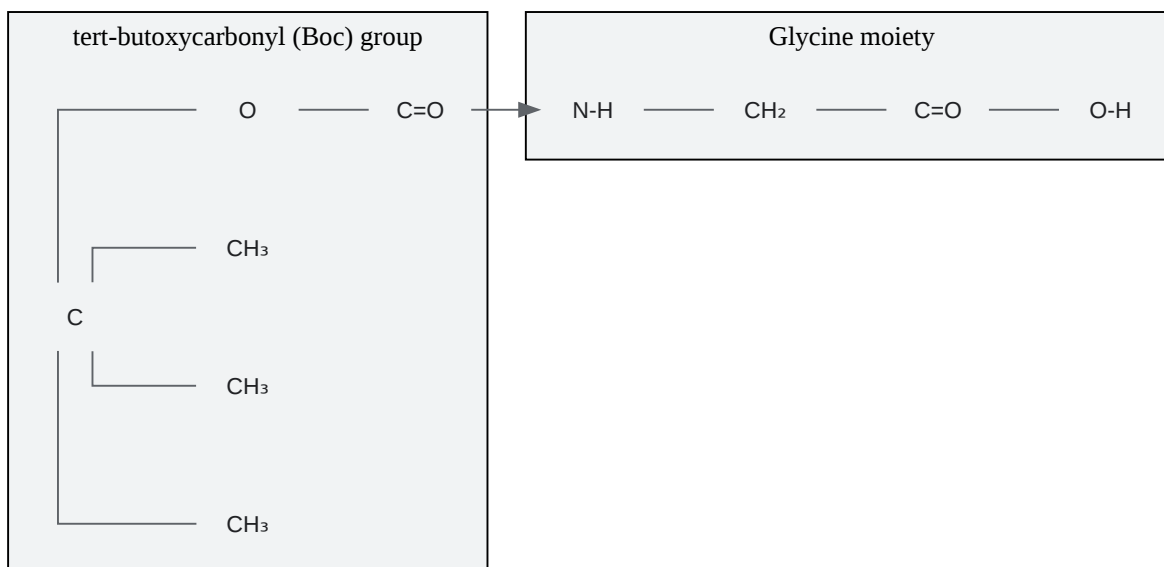 tert-butoxycarbonyl (Boc) group
Glycine moiety
O C=O N-H CH₂ C=O O-H
CH₃
C
CH₃
CH₃